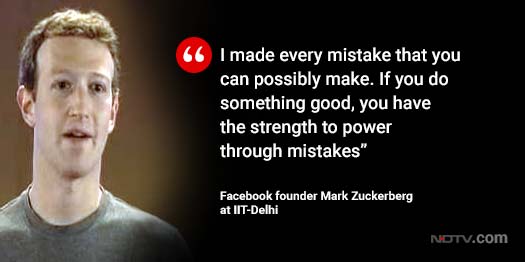 “
I made every mistake that you
can possibly make. If you do
something good, you have
the strength to power
through mistakes”
Facebook founder Mark Zuckerberg
at IIT-Delhi
NDTV.com